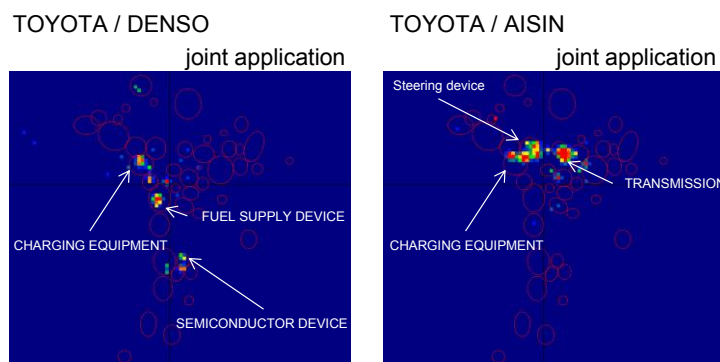 TOYOTA / DENSO
joint application
CHARGING EQUIPMENT
FUEL SUPPLY DEVICE
SEMICONDUCTOR DEVICE
TOYOTA / AISIN
joint application
Steering device
TRANSMISSION
CHARGING EQUIPMENT